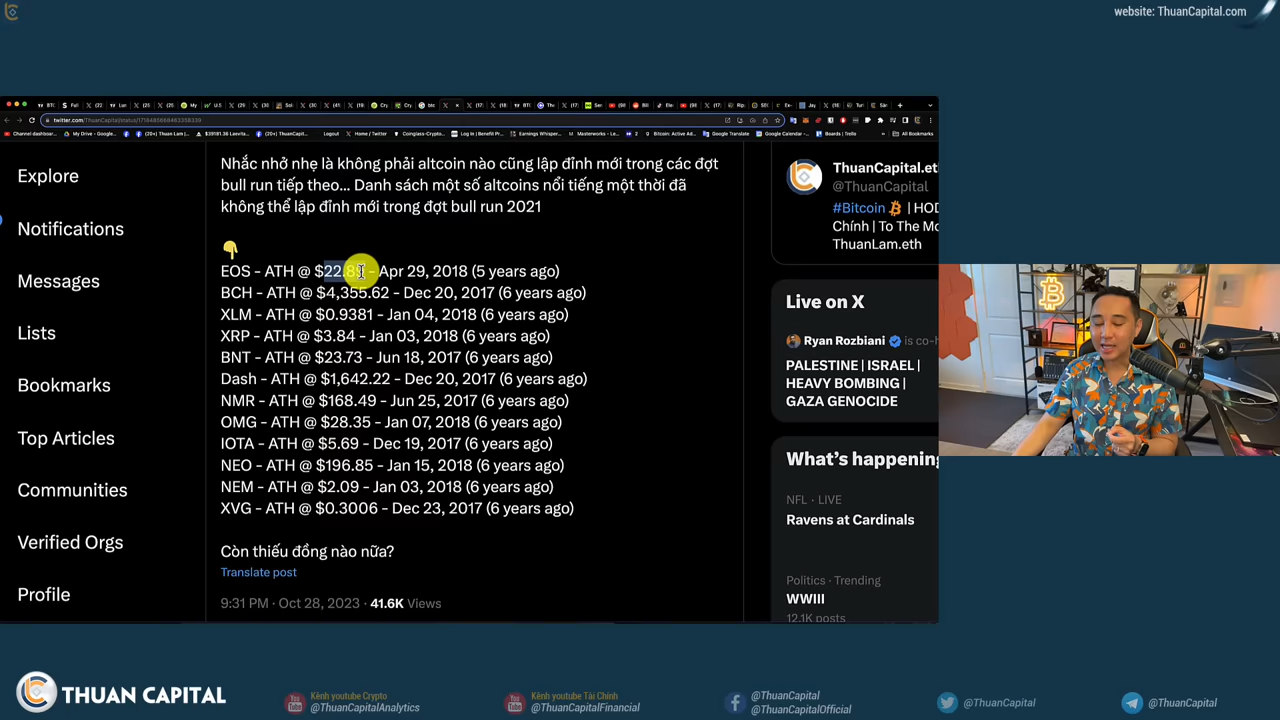 website: ThuanCapital.com
Explore
Notifications
Messages
Lists
Bookmarks
Top Articles
Communities
Verified Orgs
Profile
Nhắc nhở nhẹ là không phải altcoin nào cũng lập đỉnh mới trong các đợt
bull run tiếp theo... Danh sách một số altcoins nổi tiếng một thời đã
không thể lập đỉnh mới trong đợt bull run 2021
EOS - ATH @ $22.89 - Apr 29, 2018 (5 years ago)
BCH - ATH @ $4,355.62 - Dec 20, 2017 (6 years ago)
XLM - ATH @ $0.9381 - Jan 04, 2018 (6 years ago)
XRP - ATH @ $3.84 - Jan 03, 2018 (6 years ago)
BNT - ATH @ $23.73 - Jun 18, 2017 (6 years ago)
Dash - ATH @ $1,642.22 - Dec 20, 2017 (6 years ago)
NMR - ATH @ $168.49 - Jun 25, 2017 (6 years ago)
OMG - ATH @ $28.35 - Jan 07, 2018 (6 years ago)
IOTA - ATH @ $5.69 - Dec 19, 2017 (6 years ago)
NEO - ATH @ $196.85 - Jan 15, 2018 (6 years ago)
NEM - ATH @ $2.09 - Jan 03, 2018 (6 years ago)
XVG - ATH @ $0.3006 - Dec 23, 2017 (6 years ago)
Còn thiếu đồng nào nữa?
Translate post
9:31 PM · Oct 28, 2023 · 41.6K Views
ThuanCapital.eth
@ThuanCapital
#Bitcoin | HOD
Chính | To The Mo
ThuanLam.eth
Live on X
Ryan Rozbiani is co-h
PALESTINE | ISRAEL |
HEAVY BOMBING |
GAZA GENOCIDE
What's happening
NFL · LIVE
Ravens at Cardinals
Politics · Trending
WWIII
12.1K posts
THUAN CAPITAL
Kênh youtube Crypto
@ThuanCapitalAnalytics
Kênh youtube Tài Chính
@ThuanCapitalFinancial
@ThuanCapital
@ThuanCapitalOfficial
@ThuanCapital
@ThuanCapital